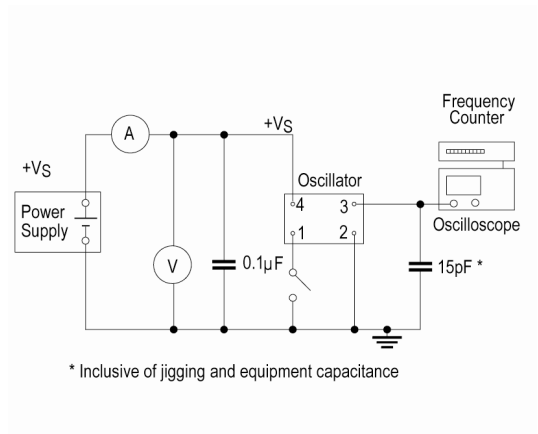 Frequency
Counter
+VS
A
+VS
Oscillator
Power
Supply
4
3
1
2
Oscilloscope
V
0.1µF
15pF *
* Inclusive of jigging and equipment capacitance